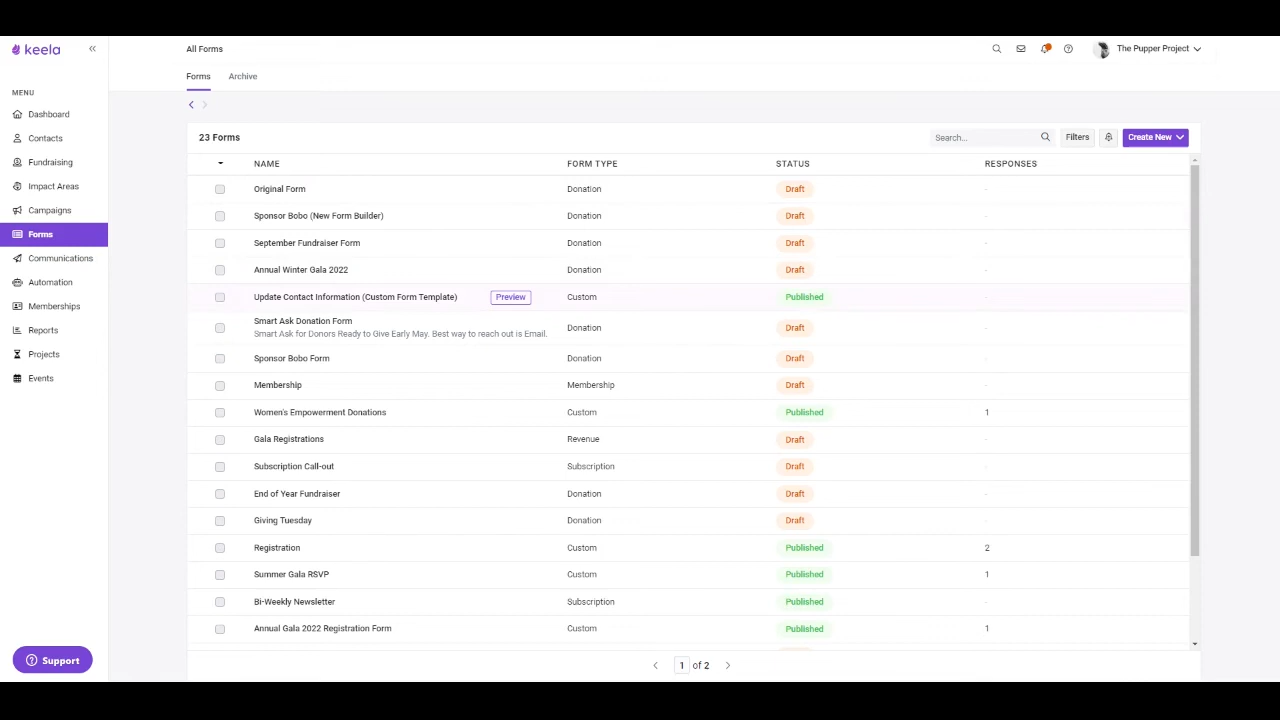 keela
All Forms
The Pupper Project
Forms Archive
MENU
Dashboard
Contacts
Fundraising
Impact Areas
Campaigns
Forms
Communications
Automation
Memberships
Reports
Projects
Events
Support
23 Forms Search... Filters Create New
NAME FORM TYPE STATUS RESPONSES
Original Form Donation Draft -
Sponsor Bobo (New Form Builder) Donation Draft -
September Fundraiser Form Donation Draft -
Annual Winter Gala 2022 Donation Draft -
Update Contact Information (Custom Form Template) Preview Custom Published -
Smart Ask Donation Form Donation Draft -
Smart Ask for Donors Ready to Give Early May. Best way to reach out is Email.
Sponsor Bobo Form Donation Draft -
Membership Membership Draft -
Women's Empowerment Donations Custom Published 1
Gala Registrations Revenue Draft -
Subscription Call-out Subscription Draft -
End of Year Fundraiser Donation Draft -
Giving Tuesday Donation Draft -
Registration Custom Published 2
Summer Gala RSVP Custom Published 1
Bi-Weekly Newsletter Subscription Published -
Annual Gala 2022 Registration Form Custom Published 1
1 of 2